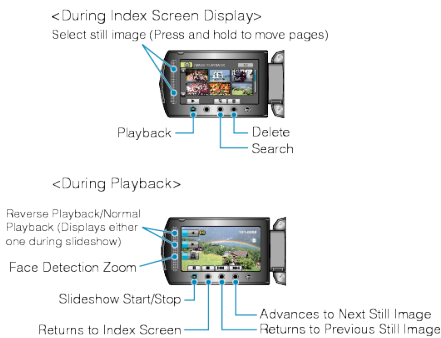 <During Index Screen Display>
Select still image (Press and hold to move pages)
Playback
Delete
Search
<During Playback>
Reverse Playback/Normal
Playback (Displays either
one during slideshow)
Face Detection Zoom
Slideshow Start/Stop
Advances to Next Still Image
Returns to Index Screen
Returns to Previous Still Image